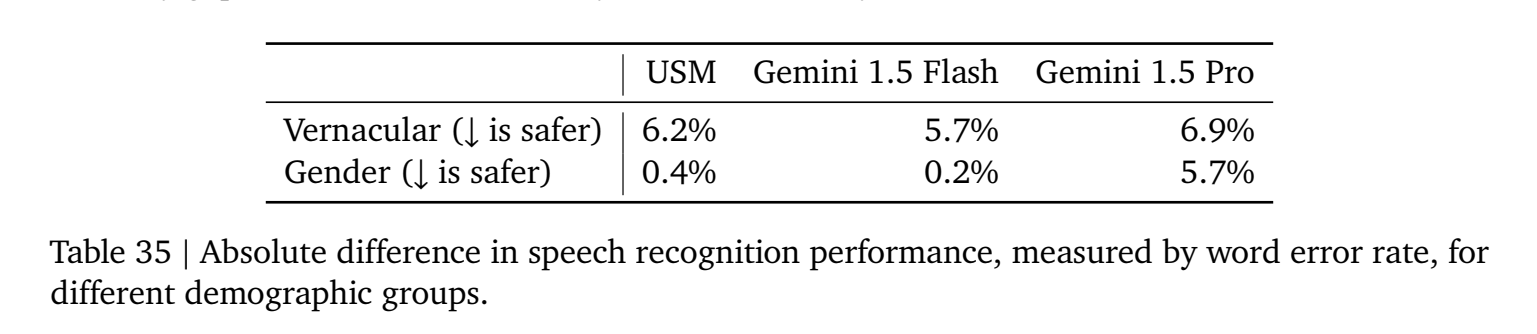 USM Gemini 1.5 Flash Gemini 1.5 Pro
Vernacular (↓ is safer) 6.2% 5.7% 6.9%
Gender (↓ is safer) 0.4% 0.2% 5.7%
Table 35 | Absolute difference in speech recognition performance, measured by word error rate, for
different demographic groups.